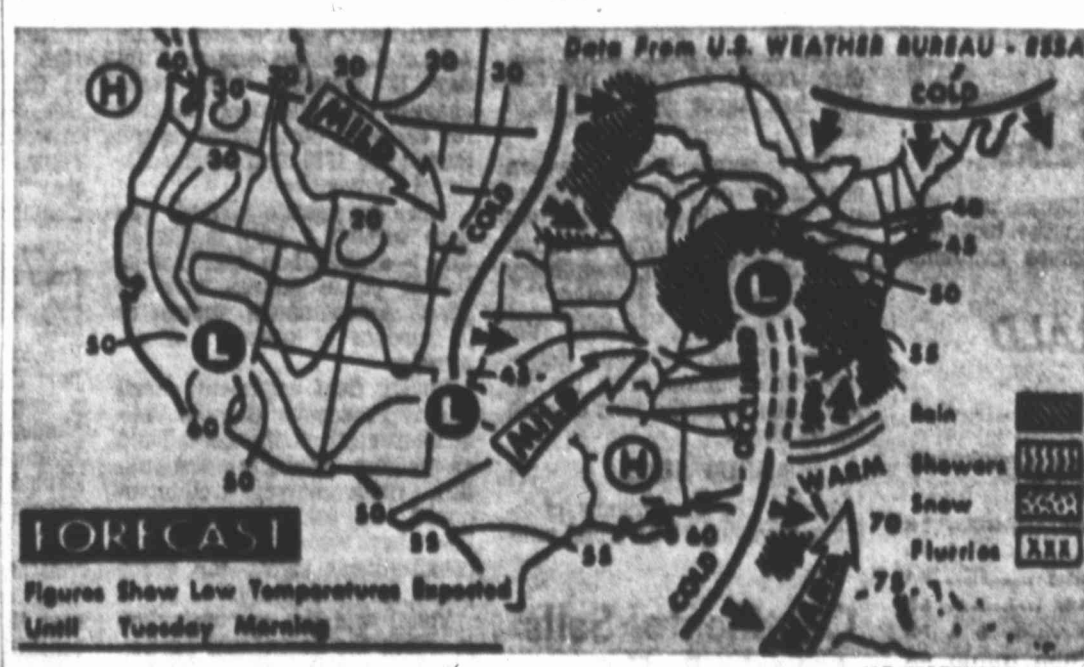 Data From U.S. WEATHER BUREAU - ESSA
COLD
H
40
30
30
20
20
30
MILD
30
20
COLD
40
45
50
L
L
50
55
45
L
MILD
OCCLUDED
60
50
H
WARM
50
55
55
60
70
75
COLD
WARM
Rain
Showers
Snow
Flurries
FORECAST
Figures Show Low Temperatures Expected
Until Tuesday Morning